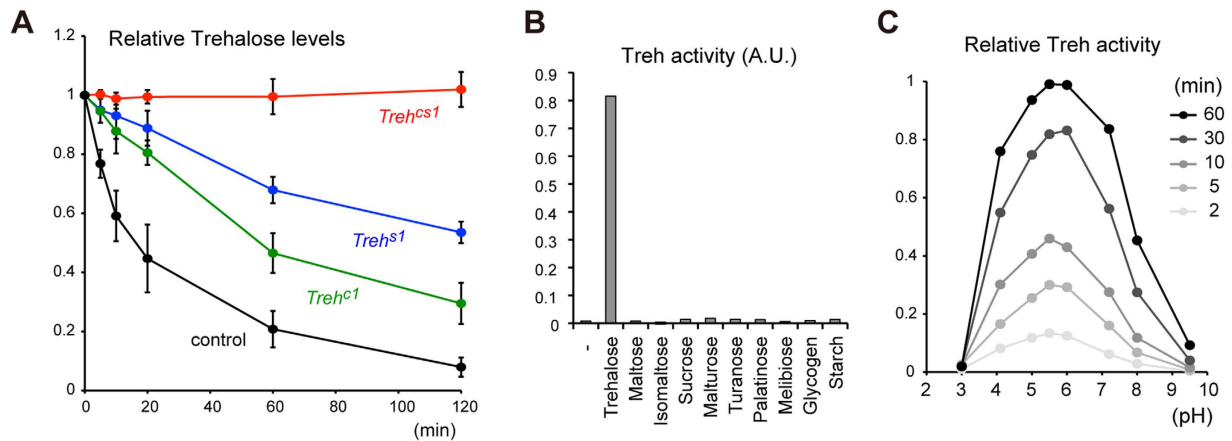 A
Relative Trehalose levels
1.2
1
0.8
0.6
0.4
0.2
0
0
20
40
60
80
100
120
(min)
Treh^cs1
Treh^s1
Treh^c1
control
B
Treh activity (A.U.)
0.9
0.8
0.7
0.6
0.5
0.4
0.3
0.2
0.1
0
-
Trehalose
Maltose
Isomaltose
Sucrose
Malturose
Turanose
Palatinose
Melibiose
Glycogen
Starch
C
Relative Treh activity
1
0.8
0.6
0.4
0.2
0
2
3
4
5
6
7
8
9
10
(pH)
(min)
60
30
10
5
2